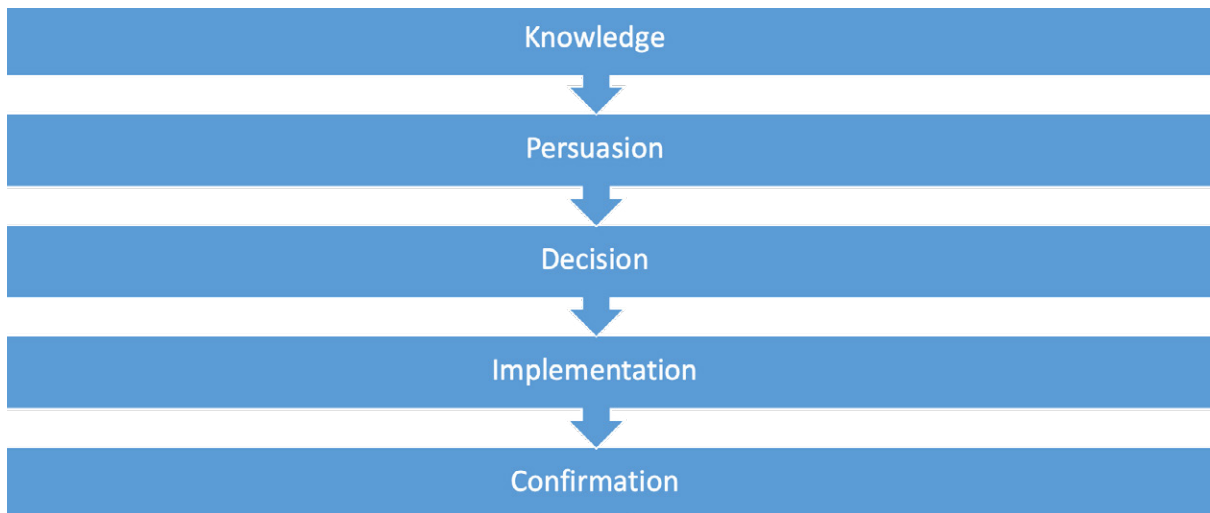 Knowledge
Persuasion
Decision
Implementation
Confirmation